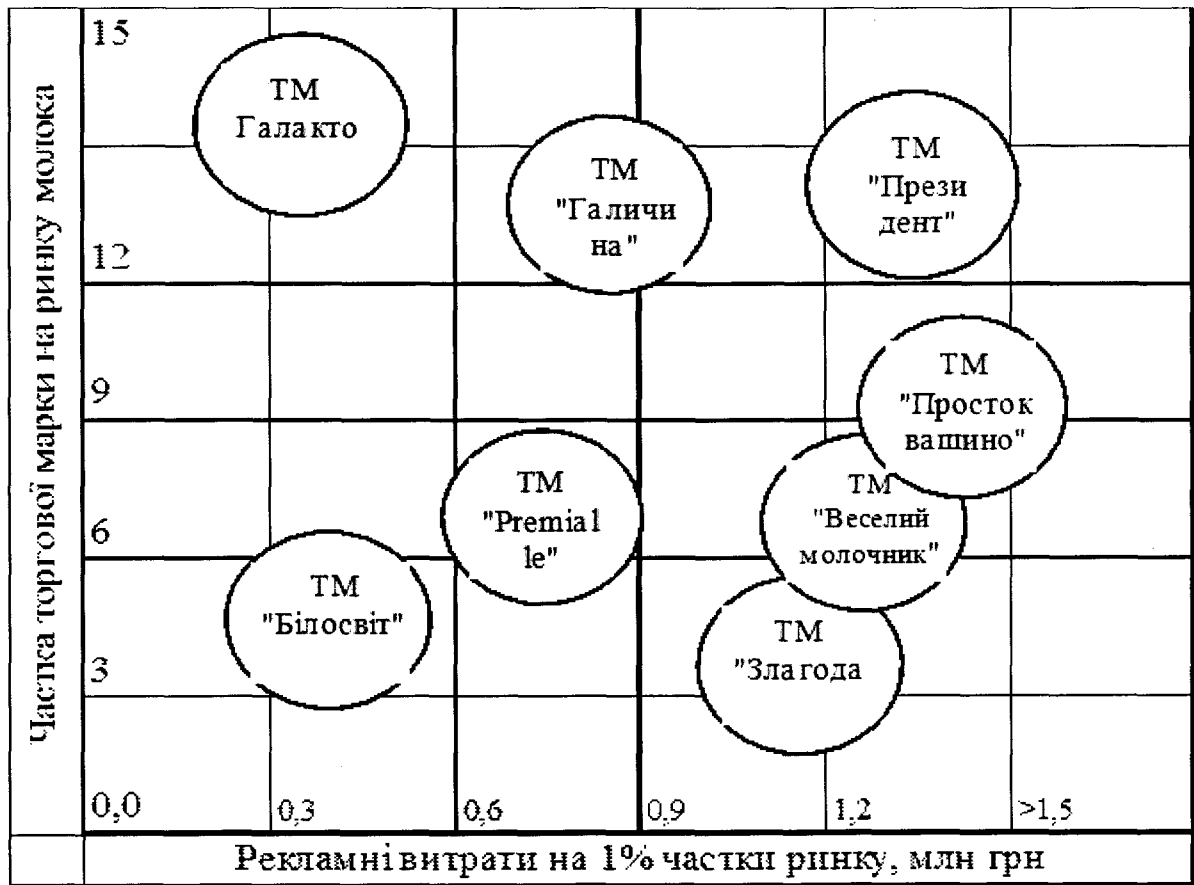 Частка торгової марки на ринку молока
15
ТМ
Галакто
ТМ
"Галичи
на"
ТМ
"Прези
дент"
12
ТМ
"Просток
вашино"
9
ТМ
"Premial
le"
ТМ
"Веселий
молочник"
6
ТМ
"Білосвіт"
ТМ
"Злагода
3
0,0
0,3
0,6
0,9
1,2
>1,5
Рекламні витрати на 1% частки ринку, млн грн